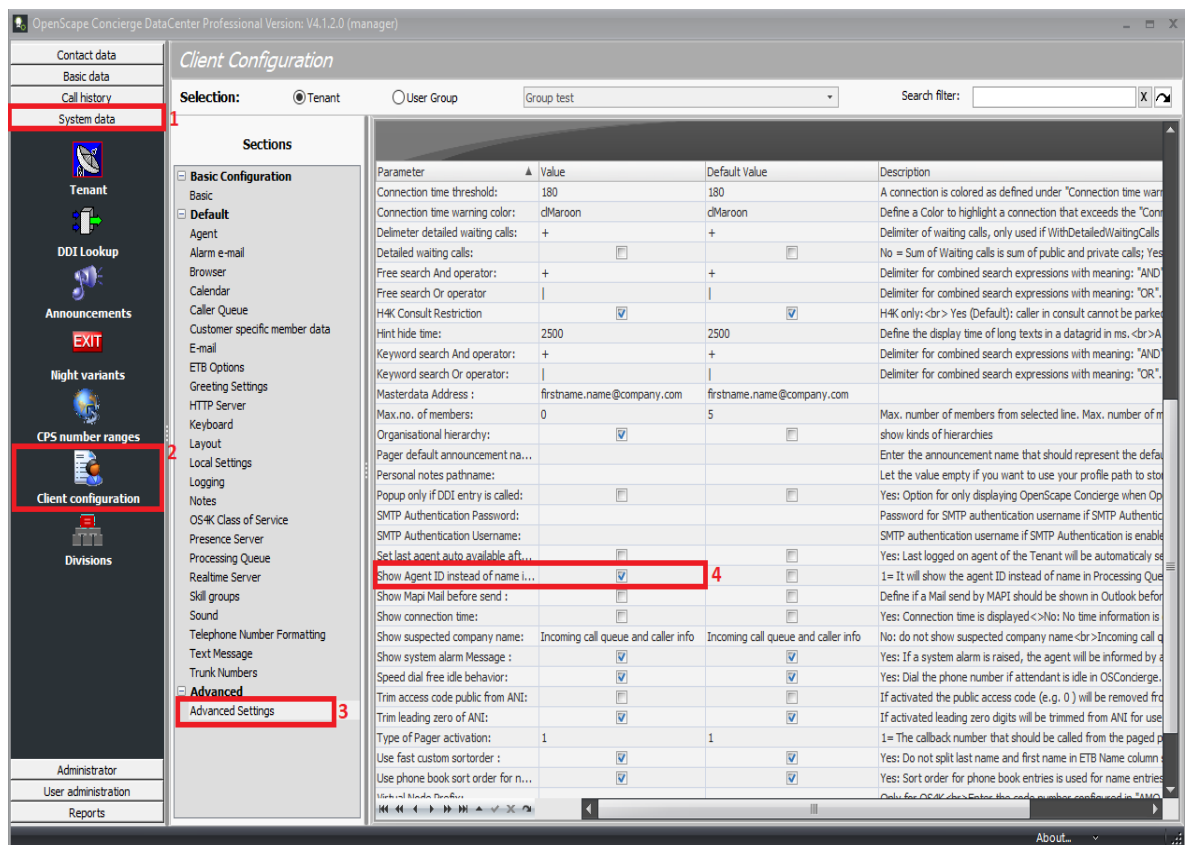 OpenScape Concierge DataCenter Professional Version: V4.1.2.0 (manager)
Contact data
Basic data
Call history
System data
1
Tenant
DDI Lookup
Announcements
EXIT
Night variants
CPS number ranges
2
Client configuration
Divisions
Administrator
User administration
Reports
Client Configuration
Selection: Tenant User Group Group test Search filter: X
Sections
Basic Configuration
Basic
Default
Agent
Alarm e-mail
Browser
Calendar
Caller Queue
Customer specific member data
E-mail
ETB Options
Greeting Settings
HTTP Server
Keyboard
Layout
Local Settings
Logging
Notes
OS4K Class of Service
Presence Server
Processing Queue
Realtime Server
Skill groups
Sound
Telephone Number Formatting
Text Message
Trunk Numbers
Advanced
Advanced Settings 3
Parameter Value Default Value Description
Connection time threshold: 180 180 A connection is colored as defined under "Connection time warn
Connection time warning color: clMaroon clMaroon Define a Color to highlight a connection that exceeds the "Conn
Delimeter detailed waiting calls: + + Delimiter of waiting calls, only used if WithDetailedWaitingCalls
Detailed waiting calls: No = Sum of Waiting calls is sum of public and private calls; Yes
Free search And operator: + + Delimiter for combined search expressions with meaning: "AND"
Free search Or operator | | Delimiter for combined search expressions with meaning: "OR".
H4K Consult Restriction H4K only:<br> Yes (Default): caller in consult cannot be parked
Hint hide time: 2500 2500 Define the display time of long texts in a datagrid in ms.<br>A
Keyword search And operator: + + Delimiter for combined search expressions with meaning: "AND"
Keyword search Or operator: | | Delimiter for combined search expressions with meaning: "OR".
Masterdata Address : firstname.name@company.com firstname.name@company.com
Max.no. of members: 0 5 Max. number of members from selected line. Max. number of m
Organisational hierarchy: show kinds of hierarchies
Pager default announcement na... Enter the announcement name that should represent the defau
Personal notes pathname: Let the value empty if you want to use your profile path to stor
Popup only if DDI entry is called: Yes: Option for only displaying OpenScape Concierge when Op
SMTP Authentication Password: Password for SMTP authentication username if SMTP Authentic
SMTP Authentication Username: SMTP authentication username if SMTP Authentication is enable
Set last agent auto available aft... Yes: Last logged on agent of the Tenant will be automaticaly se
Show Agent ID instead of name i... 4 1= It will show the agent ID instead of name in Processing Que
Show Mapi Mail before send : Define if a Mail send by MAPI should be shown in Outlook befor
Show connection time: Yes: Connection time is displayed<>No: No time information is
Show suspected company name: Incoming call queue and caller info Incoming call queue and caller info No: do not show suspected company name<br>Incoming call q
Show system alarm Message : Yes: If a system alarm is raised, the agent will be informed by a
Speed dial free idle behavior: Yes: Dial the phone number if attendant is idle in OSConcierge.
Trim access code public from ANI: If activated the public access code (e.g. 0 ) will be removed fro
Trim leading zero of ANI: If activated leading zero digits will be trimmed from ANI for use
Type of Pager activation: 1 1 1= The callback number that should be called from the paged p
Use fast custom sortorder : Yes: Do not split last name and first name in ETB Name column
Use phone book sort order for n... Yes: Sort order for phone book entries is used for name entries
Virtual Node Prefix: Only for OS4K <br>Enter the code number configured in "AMO
About...